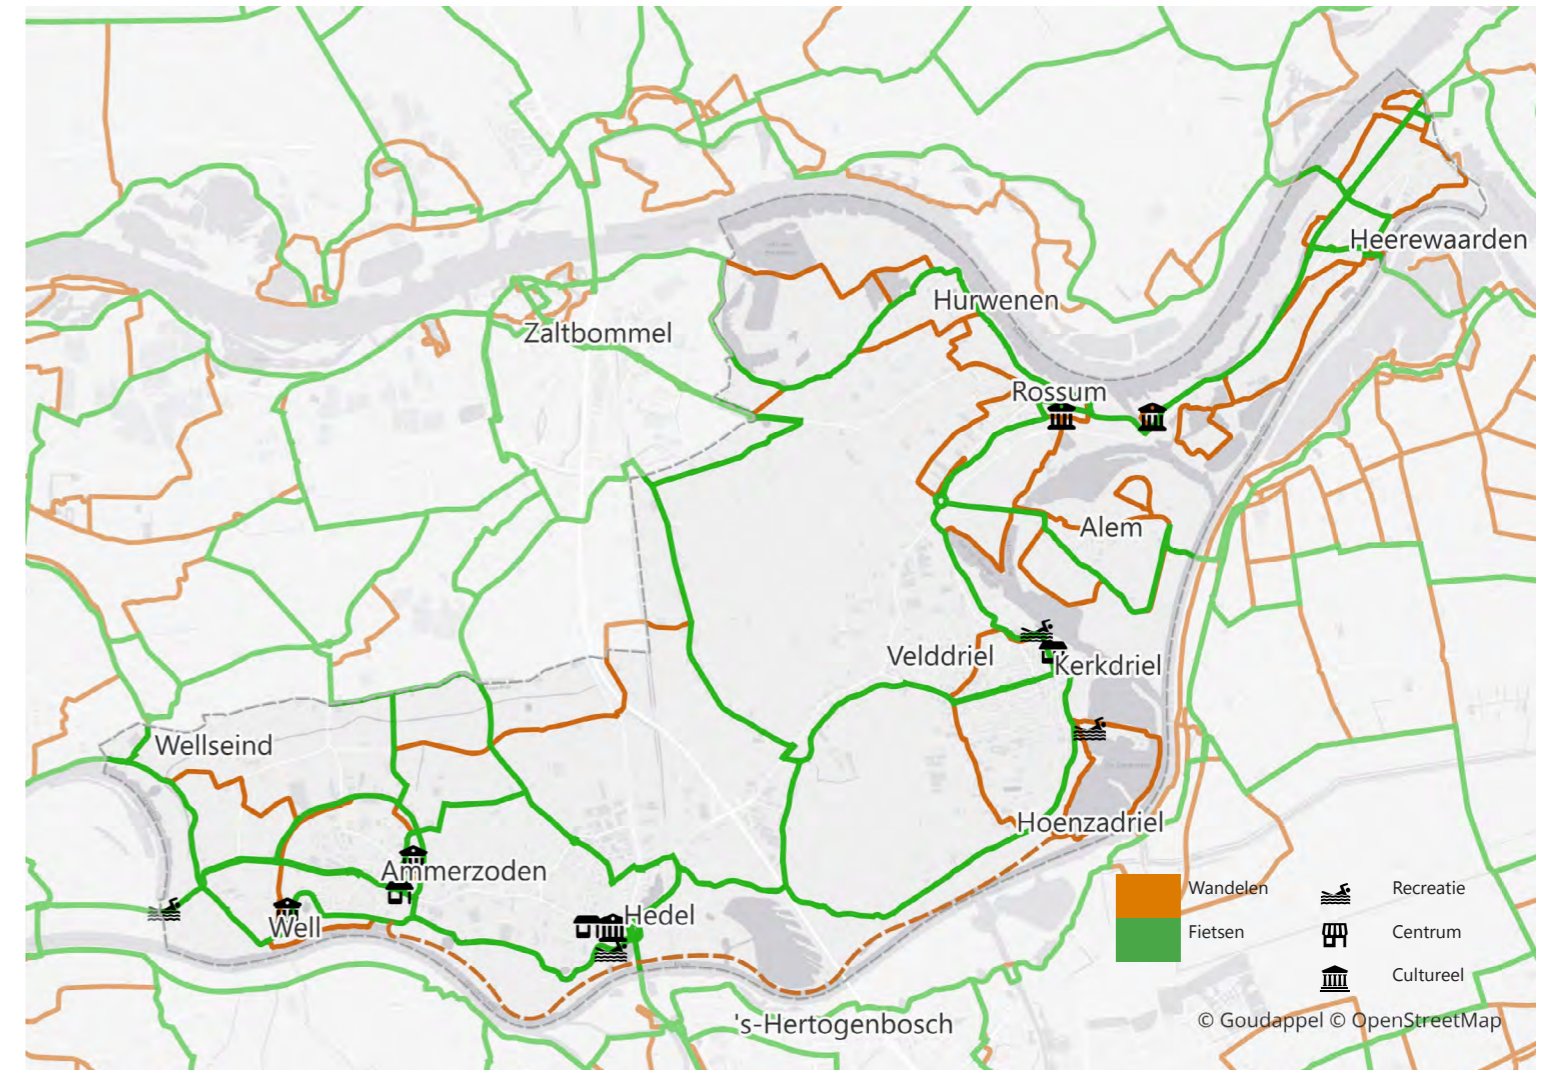 Heerewaarden
Hurwenen
Zaltbommel
Rossum
Alem
Velddriel
Kerkdriel
Wellseind
Hoenzadriel
Ammerzoden
Hedel
Well
's-Hertogenbosch
Wandelen
Fietsen
Recreatie
Centrum
Cultureel
© Goudappel © OpenStreetMap